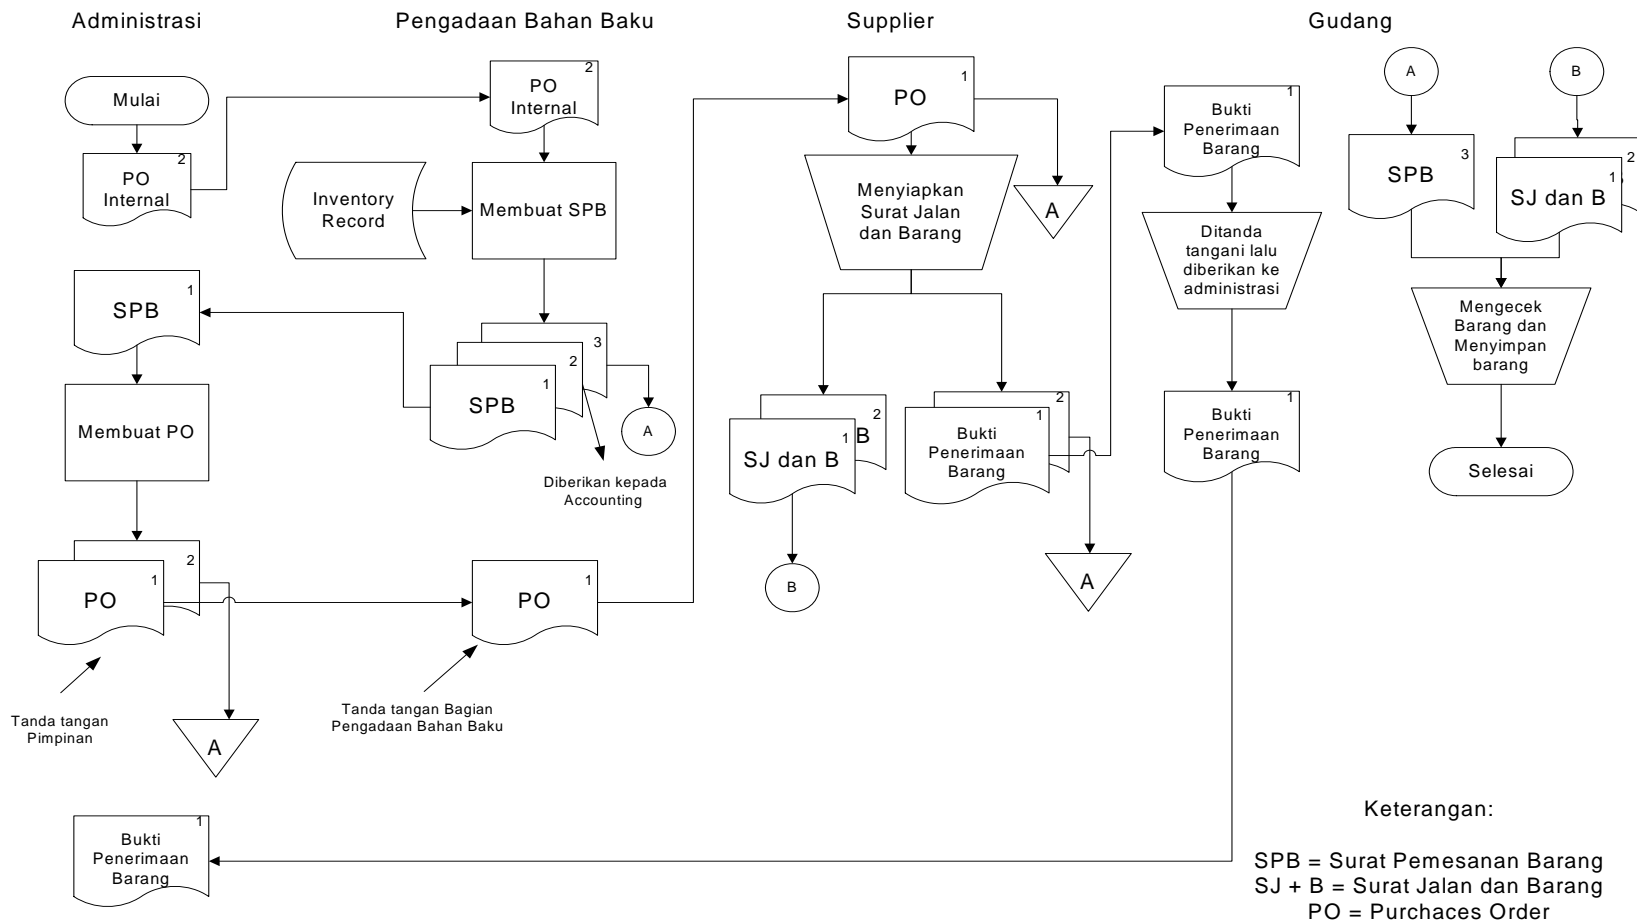 Administrasi
Mulai
2
PO
Internal
1
SPB
Membuat PO
2
1
PO
Tanda tangan
Pimpinan
A
1
Bukti
Penerimaan
Barang
Pengadaan Bahan Baku
2
PO
Internal
Inventory
Record
Membuat SPB
3
2
1
SPB
A
Diberikan kepada
Accounting
1
PO
Tanda tangan Bagian
Pengadaan Bahan Baku
Supplier
1
PO
A
Menyiapkan
Surat Jalan
dan Barang
2
B
1
SJ dan B
B
2
1
Bukti
Penerimaan
Barang
A
Gudang
1
Bukti
Penerimaan
Barang
Ditanda
tangani lalu
diberikan ke
administrasi
1
Bukti
Penerimaan
Barang
A
B
3
SPB
2
1
SJ dan B
Mengecek
Barang dan
Menyimpan
barang
Selesai
Keterangan:
SPB = Surat Pemesanan Barang
SJ + B = Surat Jalan dan Barang
PO = Purchaces Order